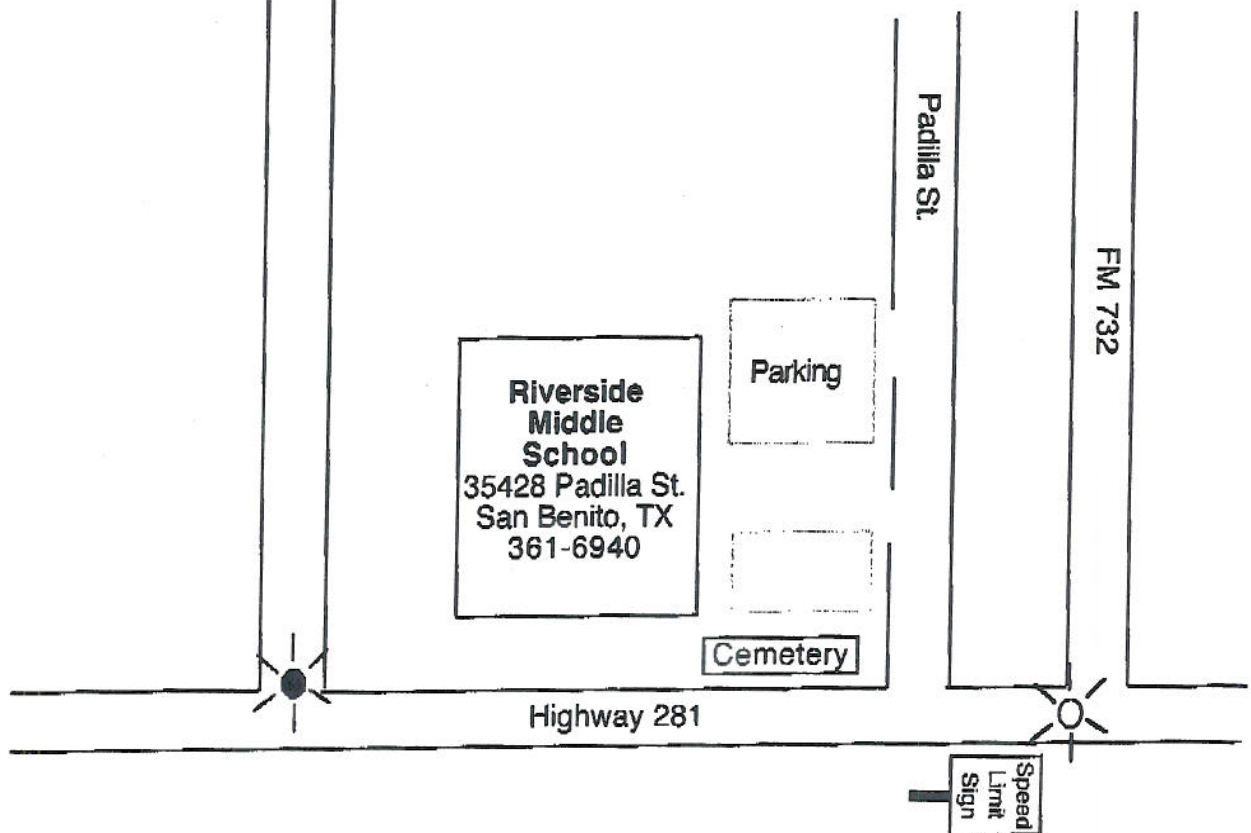 Padilla St.
FM 732
Parking
Riverside
Middle
School
35428 Padilla St.
San Benito, TX
361-6940
Cemetery
Highway 281
Speed
Limit
Sign